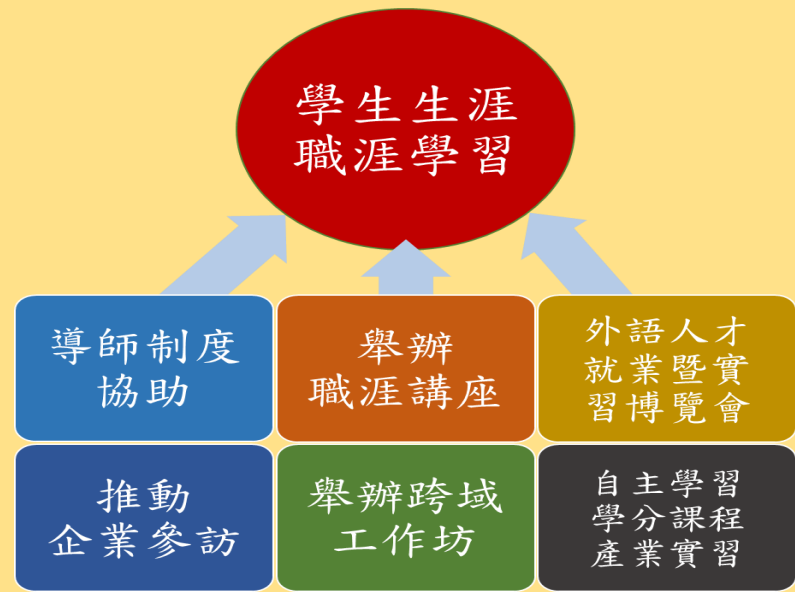 學生生涯
職涯學習
導師制度
協助
舉辦
職涯講座
外語人才
就業暨實
習博覽會
推動
企業參訪
舉辦跨域
工作坊
自主學習
學分課程
產業實習